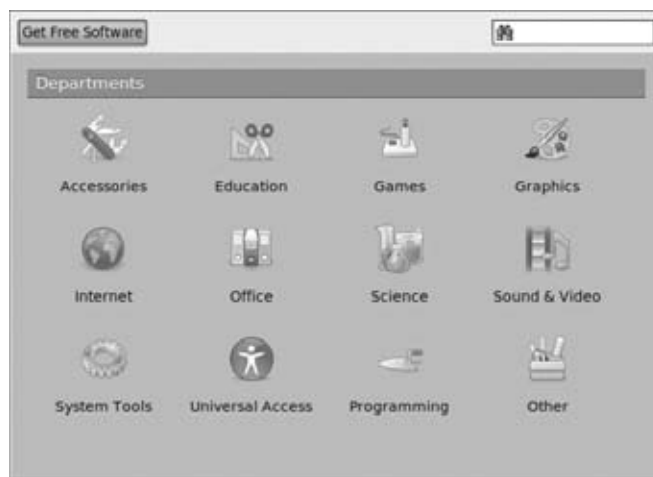 Get Free Software
Departments
Accessories Education Games Graphics
Internet Office Science Sound & Video
System Tools Universal Access Programming Other